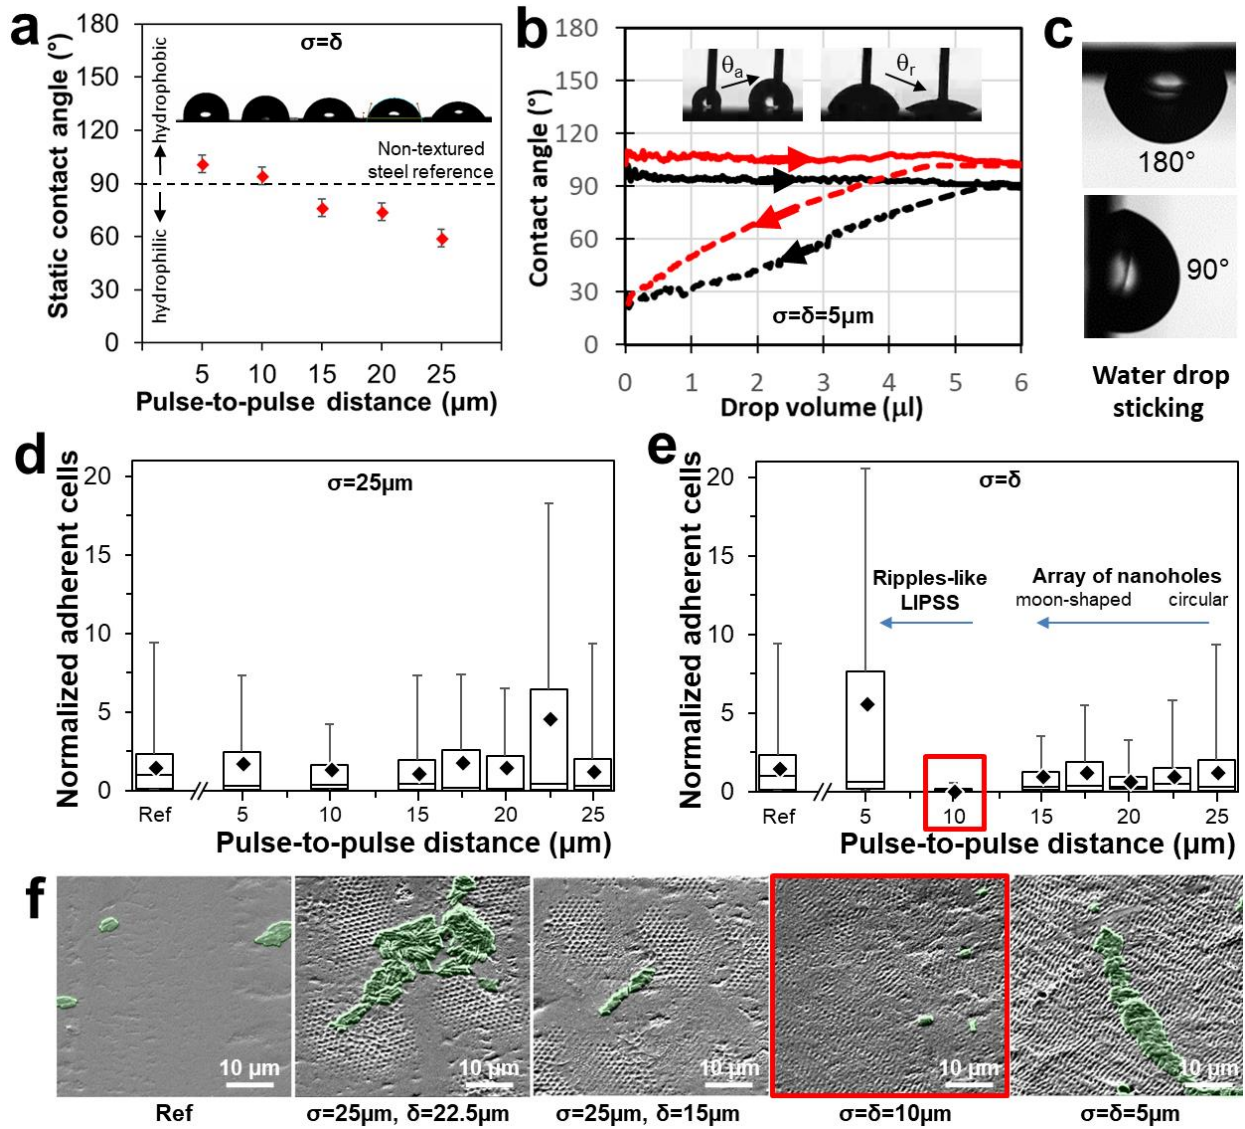 a
σ=δ
Static contact angle (°)
180
150
120
90
60
30
0
hydrophobic
hydrophilic
Non-textured
steel reference
5 10 15 20 25
Pulse-to-pulse distance (µm)
b
Contact angle (°)
180
150
120
90
60
30
0
θa
θr
σ=δ=5µm
0 1 2 3 4 5 6
Drop volume (µl)
c
180°
90°
Water drop
sticking
d
σ=25µm
Normalized adherent cells
20
15
10
5
0
Ref 5 10 15 20 25
Pulse-to-pulse distance (µm)
e
σ=δ
Normalized adherent cells
20
15
10
5
0
Ripples-like
LIPSS
Array of nanoholes
moon-shaped circular
Ref 5 10 15 20 25
Pulse-to-pulse distance (µm)
f
10 µm
10 µm
10 µm
10 µm
10 µm
Ref
σ=25µm, δ=22.5µm
σ=25µm, δ=15µm
σ=δ=10µm
σ=δ=5µm